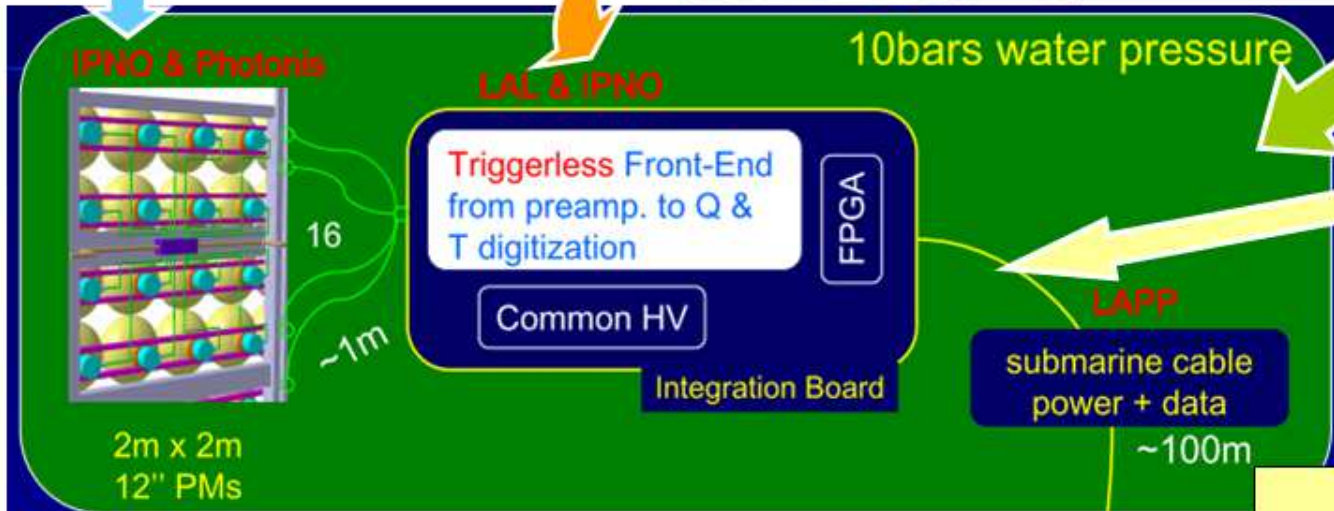 10bars water pressure
IPNO & Photonis
LAL & IPNO
Triggerless Front-End
from preamp. to Q &
T digitization
FPGA
16
Common HV
~1m
Integration Board
LAPP
submarine cable
power + data
~100m
2m x 2m
12'' PMs